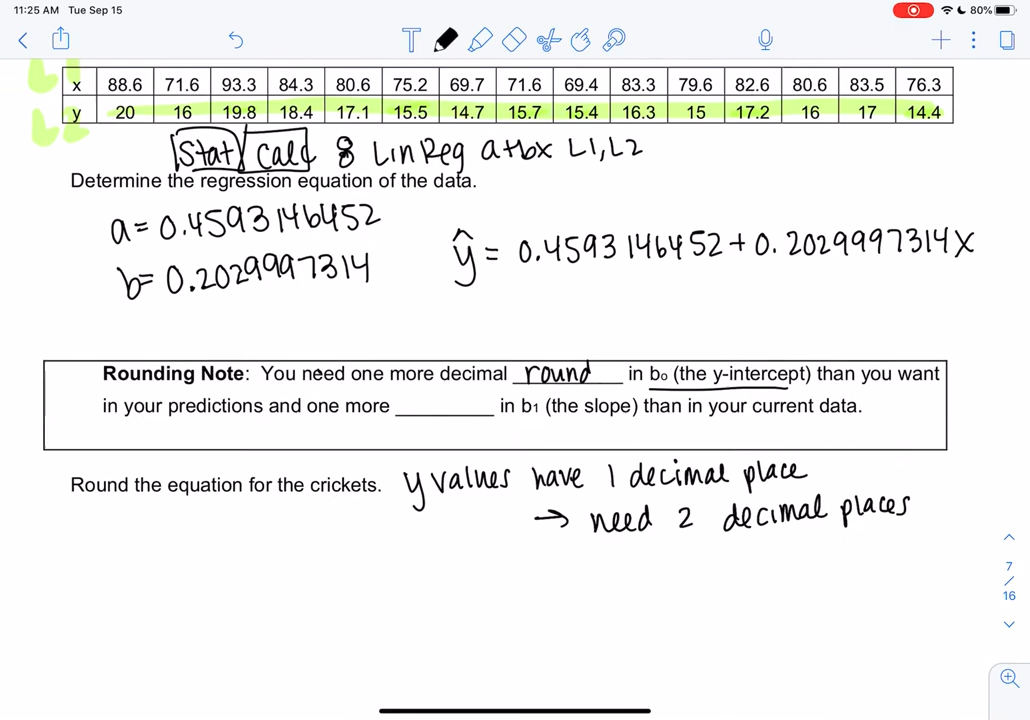 11:25 AM Tue Sep 15 80%
T
L1 x 88.6 71.6 93.3 84.3 80.6 75.2 69.7 71.6 69.4 83.3 79.6 82.6 80.6 83.5 76.3
L2 y 20 16 19.8 18.4 17.1 15.5 14.7 15.7 15.4 16.3 15 17.2 16 17 14.4
Stat Calc 8 LinReg a+bx L1, L2
Determine the regression equation of the data.
a= 0.4593146452
b= 0.2029997314
ŷ = 0.4593146452 + 0.2029997314 x
Rounding Note: You need one more decimal round in b₀ (the y-intercept) than you want
in your predictions and one more __________ in b₁ (the slope) than in your current data.
Round the equation for the crickets. y values have 1 decimal place
→ need 2 decimal places
7
/
16